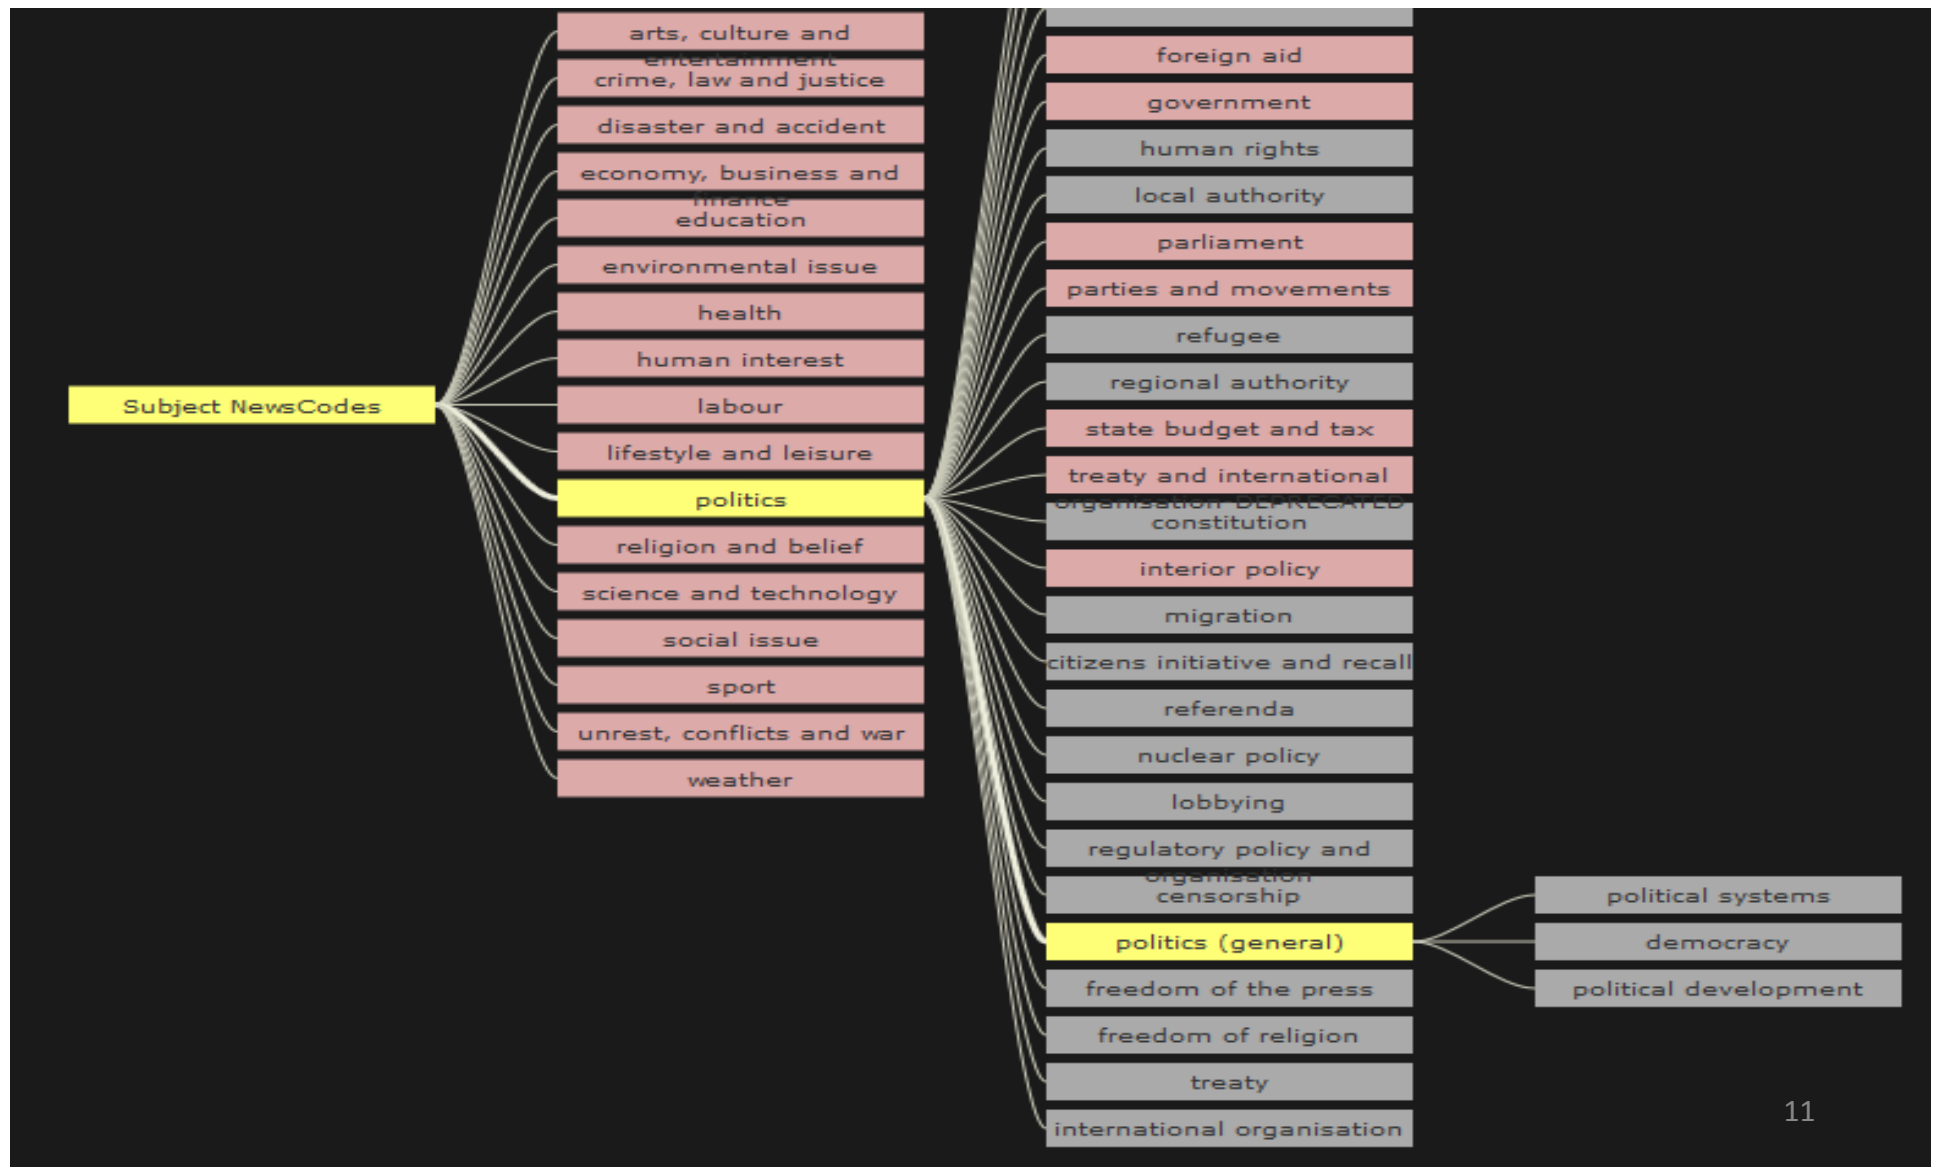 Subject NewsCodes
arts, culture and
entertainment
crime, law and justice
disaster and accident
economy, business and
finance
education
environmental issue
health
human interest
labour
lifestyle and leisure
politics
religion and belief
science and technology
social issue
sport
unrest, conflicts and war
weather
foreign aid
government
human rights
local authority
parliament
parties and movements
refugee
regional authority
state budget and tax
treaty and international
organisation-DEPRECATED
constitution
interior policy
migration
citizens initiative and recall
referenda
nuclear policy
lobbying
regulatory policy and
organisation
censorship
politics (general)
freedom of the press
freedom of religion
treaty
international organisation
political systems
democracy
political development
11